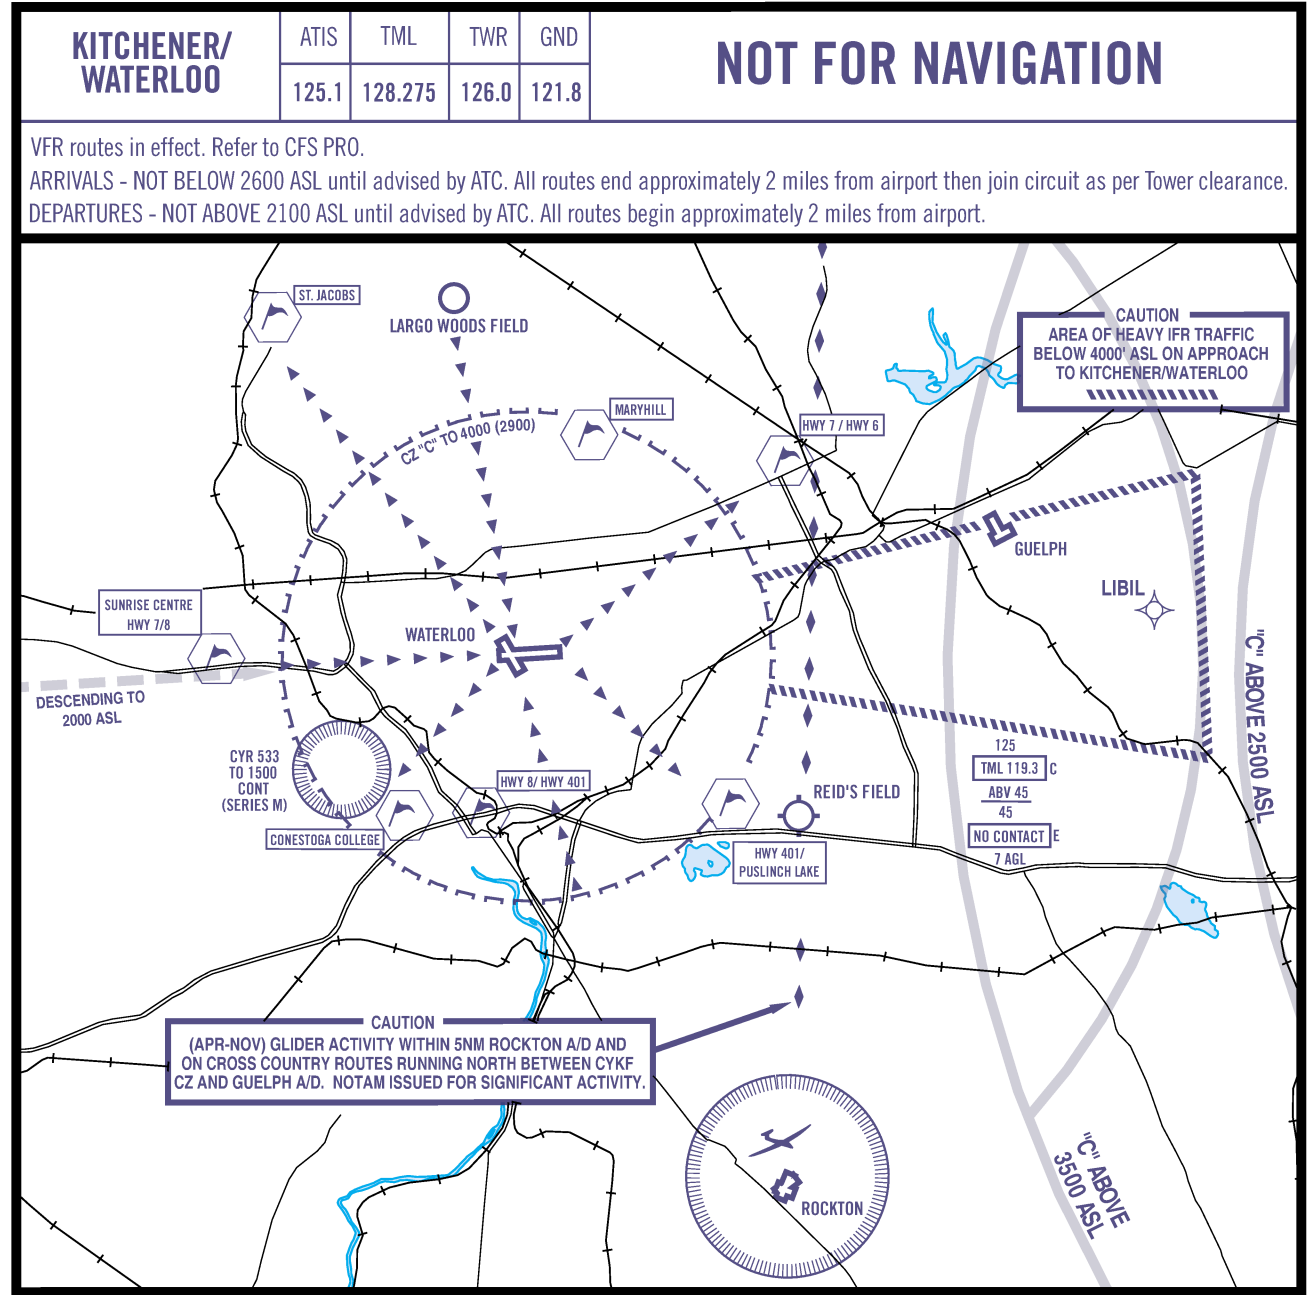 KITCHENER/
WATERLOO
ATIS TML TWR GND
125.1 128.275 126.0 121.8
NOT FOR NAVIGATION
VFR routes in effect. Refer to CFS PRO.
ARRIVALS - NOT BELOW 2600 ASL until advised by ATC. All routes end approximately 2 miles from airport then join circuit as per Tower clearance.
DEPARTURES - NOT ABOVE 2100 ASL until advised by ATC. All routes begin approximately 2 miles from airport.
ST. JACOBS
LARGO WOODS FIELD
CAUTION
AREA OF HEAVY IFR TRAFFIC
BELOW 4000' ASL ON APPROACH
TO KITCHENER/WATERLOO
MARYHILL
HWY 7 / HWY 6
CZ "C" TO 4000 (2900)
GUELPH
LIBIL
SUNRISE CENTRE
HWY 7/8
WATERLOO
DESCENDING TO
2000 ASL
"C" ABOVE 2500 ASL
CYR 533
TO 1500
CONT
(SERIES M)
125
TML 119.3 C
ABV 45
45
NO CONTACT E
7 AGL
HWY 8/ HWY 401
REID'S FIELD
CONESTOGA COLLEGE
HWY 401/
PUSLINCH LAKE
CAUTION
(APR-NOV) GLIDER ACTIVITY WITHIN 5NM ROCKTON A/D AND
ON CROSS COUNTRY ROUTES RUNNING NORTH BETWEEN CYKF
CZ AND GUELPH A/D. NOTAM ISSUED FOR SIGNIFICANT ACTIVITY.
"C" ABOVE
3500 ASL
ROCKTON